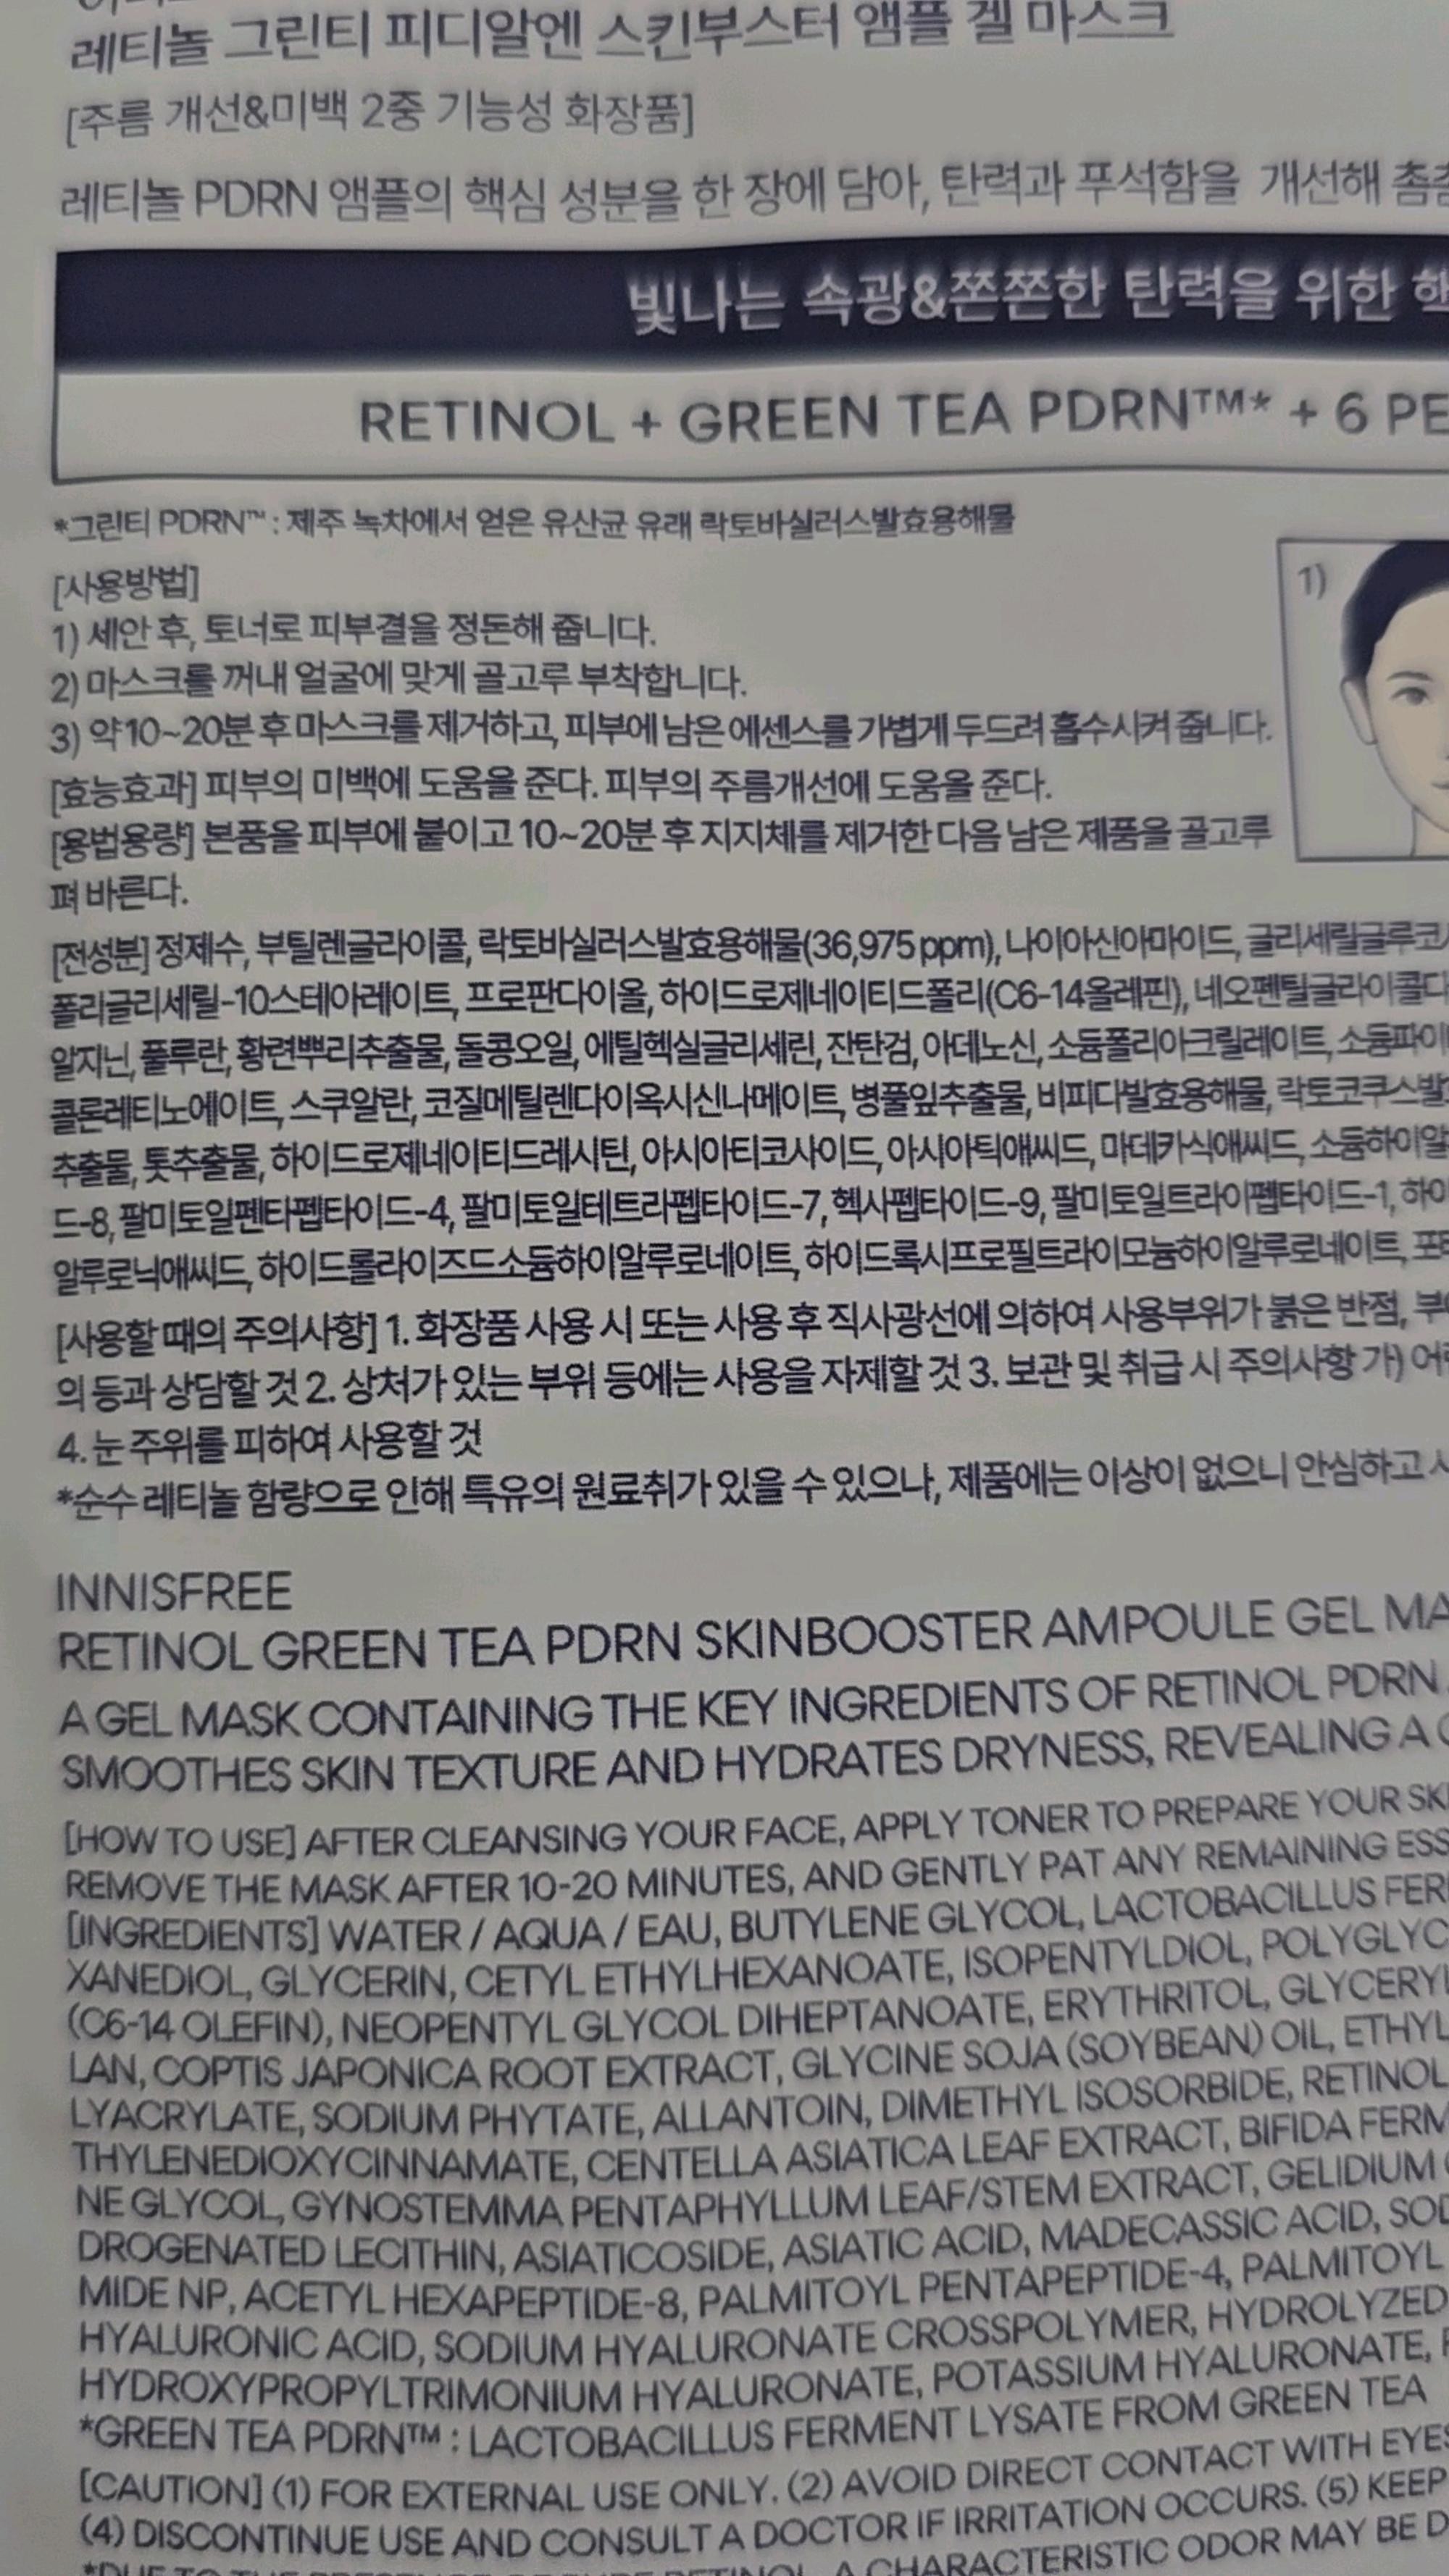 레티놀 그린티 피디알엔 스킨부스터 앰플 겔 마스크
[주름 개선&미백 2중 기능성 화장품]
레티놀 PDRN 앰플의 핵심 성분을 한 장에 담아, 탄력과 푸석함을 개선해
빛나는 속광&쫀쫀한 탄력을 위한
RETINOL + GREEN TEA PDRN™* + 6
*그린티 PDRN™ : 제주 녹차에서 얻은 유산균 유래 락토바실러스발효용해물
[사용방법]
1) 세안 후, 토너로 피부결을 정돈해 줍니다.
2) 마스크를 꺼내 얼굴에 맞게 골고루 부착합니다.
3) 약 10~20분 후 마스크를 제거하고, 피부에 남은 에센스를 가볍게 두드려 흡수시켜 줍니다.
1)
[효능효과] 피부의 미백에 도움을 준다. 피부의 주름개선에 도움을 준다.
[용법용량] 본품을 피부에 붙이고 10~20분 후 지지체를 제거한 다음 남은 제품을 골고루
펴 바른다.
[전성분] 정제수, 부틸렌글라이콜, 락토바실러스발효용해물(36,975 ppm), 나이아신아마이드,
폴리글리세릴-10스테아레이트, 프로판다이올, 하이드로제네이티드폴리(C6-14올레핀),
알지닌, 풀루란, 황련뿌리추출물, 돌콩오일, 에틸헥실글리세린, 잔탄검, 아데노신, 소듐폴리아크릴레이트,
콜론레티노에이트, 스쿠알란, 코질메틸렌다이옥시신나메이트, 병풀잎추출물, 비피다발효용해물,
추출물, 톳추출물, 하이드로제네이티드레시틴, 아시아티코사이드, 아시아틱애씨드, 마데카식애씨드,
드-8, 팔미토일펜타펩타이드-4, 팔미토일테트라펩타이드-7, 헥사펩타이드-9, 팔미토일트라이펩타이드-1,
알루로닉애씨드, 하이드롤라이즈드소듐하이알루로네이트, 하이드록시프로필트라이모늄하이알루로네이트,
[사용할 때의 주의사항] 1. 화장품 사용 시 또는 사용 후 직사광선에 의하여 사용부위가 붉은 반점,
의 등과 상담할 것 2. 상처가 있는 부위 등에는 사용을 자제할 것 3. 보관 및 취급 시 주의사항 가)
4. 눈 주위를 피하여 사용할 것
*순수 레티놀 함량으로 인해 특유의 원료취가 있을 수 있으나, 제품에는 이상이 없으니 안심하고
INNISFREE
RETINOL GREEN TEA PDRN SKINBOOSTER AMPOULE GEL
A GEL MASK CONTAINING THE KEY INGREDIENTS OF RETINOL PDRN
SMOOTHES SKIN TEXTURE AND HYDRATES DRYNESS, REVEALING A
[HOW TO USE] AFTER CLEANSING YOUR FACE, APPLY TONER TO PREPARE YOUR
REMOVE THE MASK AFTER 10-20 MINUTES, AND GENTLY PAT ANY REMAINING
[INGREDIENTS] WATER / AQUA / EAU, BUTYLENE GLYCOL, LACTOBACILLUS
XANEDIOL, GLYCERIN, CETYL ETHYLHEXANOATE, ISOPENTYLDIOL,
(C6-14 OLEFIN), NEOPENTYL GLYCOL DIHEPTANOATE, ERYTHRITOL,
LAN, COPTIS JAPONICA ROOT EXTRACT, GLYCINE SOJA (SOYBEAN) OIL,
LYACRYLATE, SODIUM PHYTATE, ALLANTOIN, DIMETHYL ISOSORBIDE, RETINOL
THYLENEDIOXYCINNAMATE, CENTELLA ASIATICA LEAF EXTRACT, BIFIDA
NE GLYCOL, GYNOSTEMMA PENTAPHYLLUM LEAF/STEM EXTRACT, GELIDIUM
DROGENATED LECITHIN, ASIATICOSIDE, ASIATIC ACID, MADECASSIC ACID,
MIDE NP, ACETYL HEXAPEPTIDE-8, PALMITOYL PENTAPEPTIDE-4, PALMITOYL
HYALURONIC ACID, SODIUM HYALURONATE CROSSPOLYMER, HYDROLYZED
HYDROXYPROPYLTRIMONIUM HYALURONATE, POTASSIUM HYALURONATE,
*GREEN TEA PDRN™ : LACTOBACILLUS FERMENT LYSATE FROM GREEN TEA
[CAUTION] (1) FOR EXTERNAL USE ONLY. (2) AVOID DIRECT CONTACT WITH
(4) DISCONTINUE USE AND CONSULT A DOCTOR IF IRRITATION OCCURS. (5) KEEP
RETINOL, A CHARACTERISTIC ODOR MAY BE